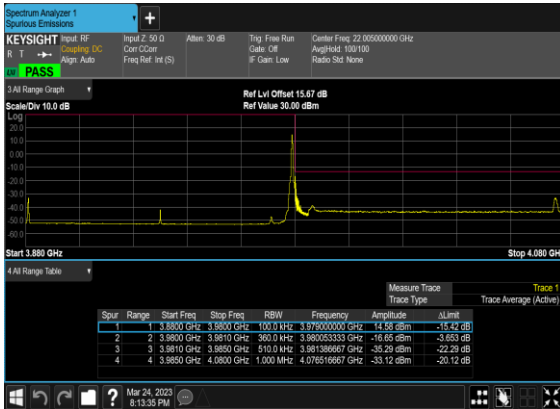 Spectrum Analyzer 1
Spurious Emissions
+
KEYSIGHT Input: RF Input Z: 50 Ω Atten: 30 dB Trig: Free Run Center Freq: 22.005000000 GHz
R T Coupling: DC Corr CCorr Gate: Off Avg|Hold: 100/100
Align: Auto Freq Ref: Int (S) IF Gain: Low Radio Std: None
LNI PASS
3 All Range Graph
Ref Lvl Offset 15.67 dB
Scale/Div 10.0 dB Ref Value 30.00 dBm
Log
20.0
10.0
0.00
-10.0
-20.0
-30.0
-40.0
-50.0
-60.0
Start 3.880 GHz Stop 4.080 GH
4 All Range Table
Measure Trace Trace 1
Trace Type Trace Average (Active)
Spur Range Start Freq Stop Freq RBW Frequency Amplitude ΔLimit
1 1 3.8800 GHz 3.9800 GHz 100.0 kHz 3.979000000 GHz 14.58 dBm -15.42 dB
2 2 3.9800 GHz 3.9810 GHz 360.0 kHz 3.980053333 GHz -16.65 dBm -3.653 dB
3 3 3.9810 GHz 3.9850 GHz 510.0 kHz 3.981386667 GHz -35.29 dBm -22.29 dB
4 4 3.9850 GHz 4.0800 GHz 1.000 MHz 4.076516667 GHz -33.12 dBm -20.12 dB
? Mar 24, 2023
8:13:35 PM